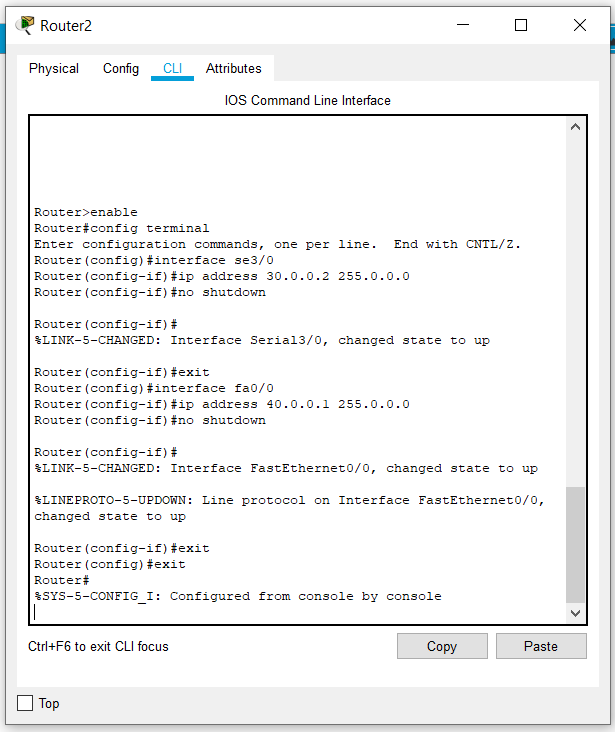 Router2
Physical Config CLI Attributes
IOS Command Line Interface
Router>enable
Router#config terminal
Enter configuration commands, one per line.  End with CNTL/Z.
Router(config)#interface se3/0
Router(config-if)#ip address 30.0.0.2 255.0.0.0
Router(config-if)#no shutdown
Router(config-if)#
%LINK-5-CHANGED: Interface Serial3/0, changed state to up
Router(config-if)#exit
Router(config)#interface fa0/0
Router(config-if)#ip address 40.0.0.1 255.0.0.0
Router(config-if)#no shutdown
Router(config-if)#
%LINK-5-CHANGED: Interface FastEthernet0/0, changed state to up
%LINEPROTO-5-UPDOWN: Line protocol on Interface FastEthernet0/0,
changed state to up
Router(config-if)#exit
Router(config)#exit
Router#
%SYS-5-CONFIG_I: Configured from console by console
Ctrl+F6 to exit CLI focus
Copy Paste
Top